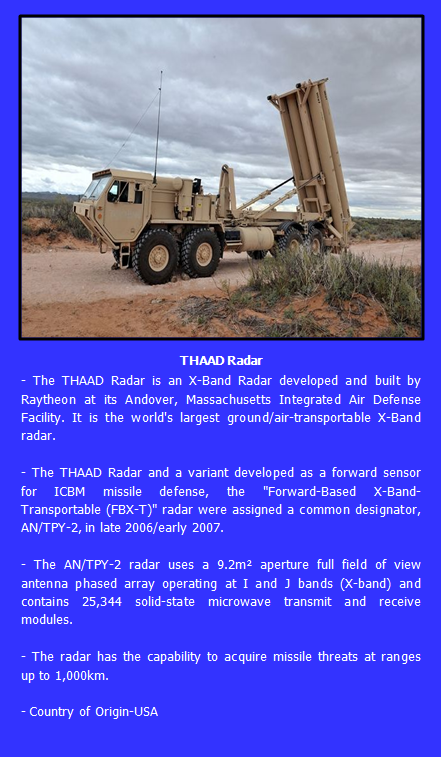 THAAD Radar
- The THAAD Radar is an X-Band Radar developed and built by
Raytheon at its Andover, Massachusetts Integrated Air Defense
Facility. It is the world's largest ground/air-transportable X-Band
radar.
- The THAAD Radar and a variant developed as a forward sensor
for ICBM missile defense, the "Forward-Based X-Band-
Transportable (FBX-T)" radar were assigned a common designator,
AN/TPY-2, in late 2006/early 2007.
- The AN/TPY-2 radar uses a 9.2m² aperture full field of view
antenna phased array operating at I and J bands (X-band) and
contains 25,344 solid-state microwave transmit and receive
modules.
- The radar has the capability to acquire missile threats at ranges
up to 1,000km.
- Country of Origin-USA